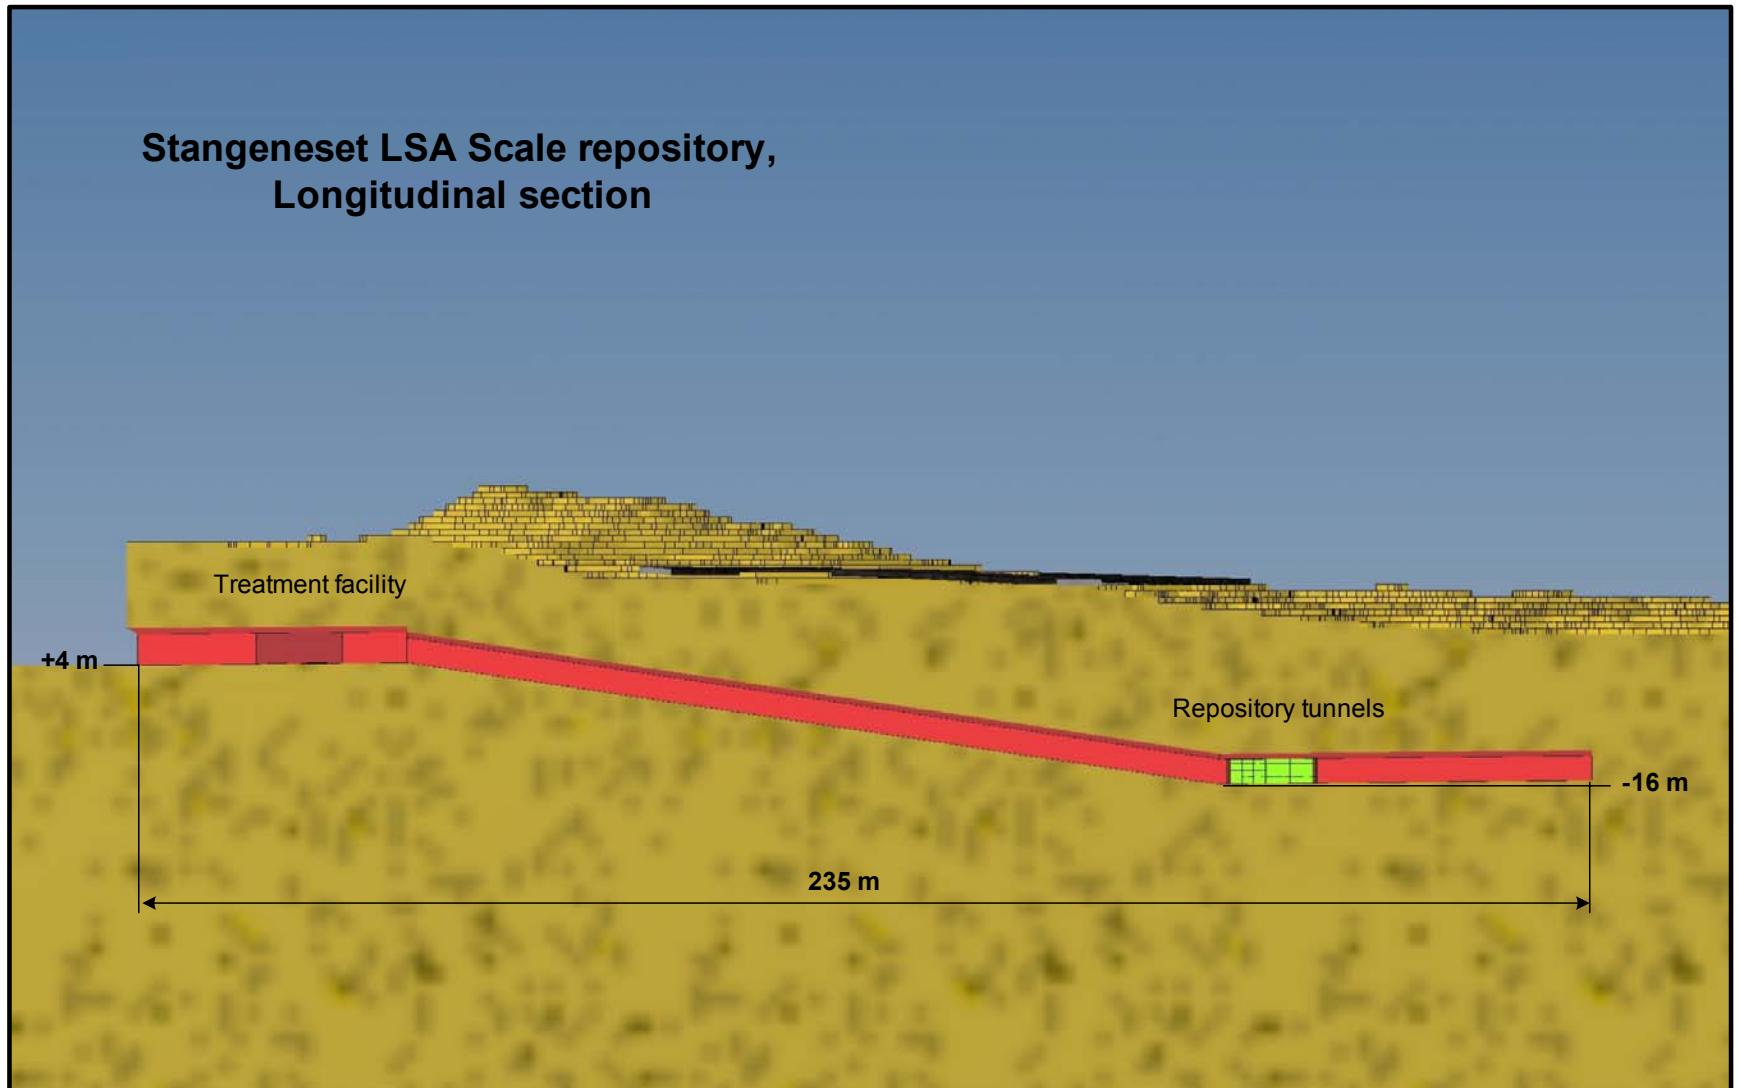 Stangeneset LSA Scale repository,
Longitudinal section
Treatment facility
+4 m
Repository tunnels
-16 m
235 m